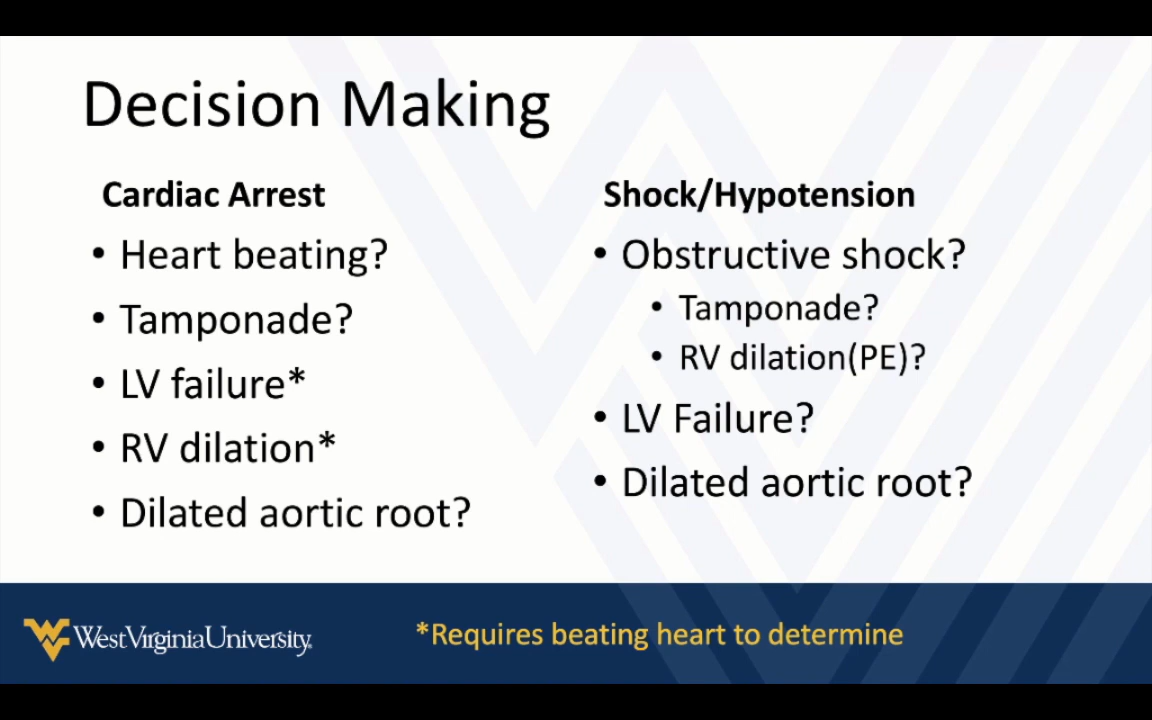 Decision Making
Cardiac Arrest
• Heart beating?
• Tamponade?
• LV failure*
• RV dilation*
• Dilated aortic root?
Shock/Hypotension
• Obstructive shock?
• Tamponade?
• RV dilation(PE)?
• LV Failure?
• Dilated aortic root?
WestVirginiaUniversity.
*Requires beating heart to determine